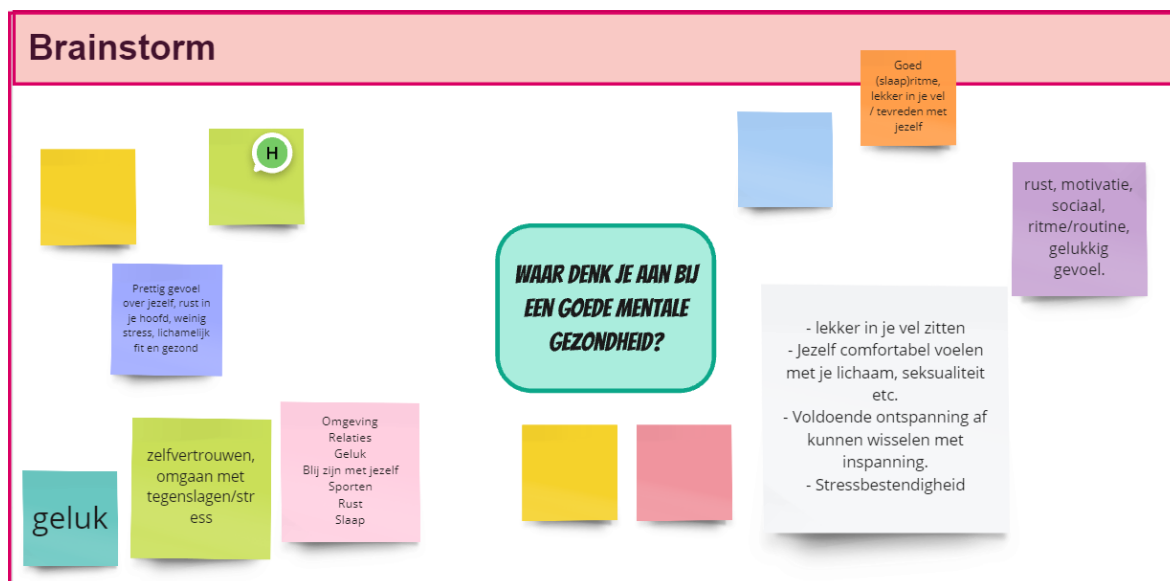 Brainstorm
Goed
(slaap)ritme,
lekker in je vel
/ tevreden met
jezelf
H
rust, motivatie,
sociaal,
ritme/routine,
gelukkig
gevoel.
WAAR DENK JE AAN BIJ
EEN GOEDE MENTALE
GEZONDHEID?
Prettig gevoel
over jezelf, rust in
je hoofd, weinig
stress, lichamelijk
fit en gezond
- lekker in je vel zitten
- Jezelf comfortabel voelen
met je lichaam, seksualiteit
etc.
- Voldoende ontspanning af
kunnen wisselen met
inspanning.
- Stressbestendigheid
Omgeving
Relaties
Geluk
Blij zijn met jezelf
Sporten
Rust
Slaap
zelfvertrouwen,
omgaan met
tegenslagen/str
ess
geluk